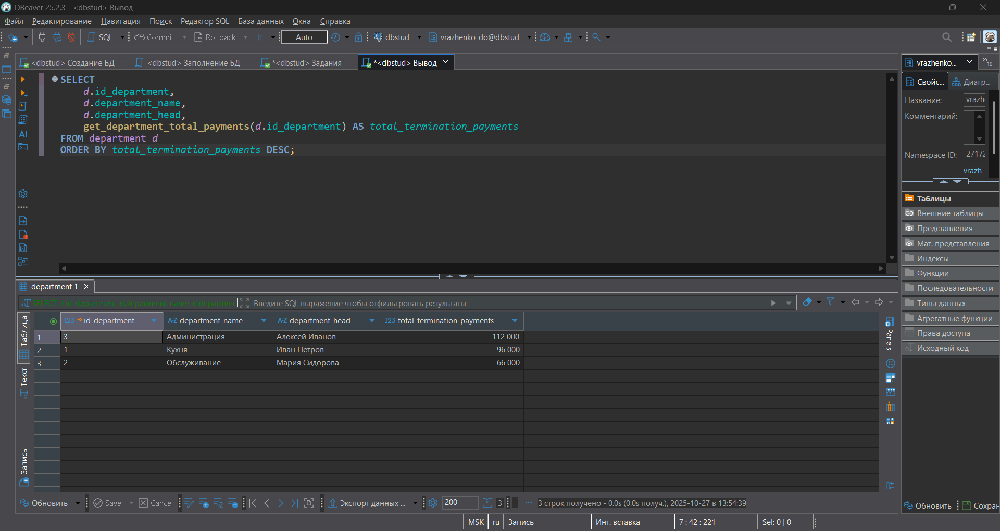 DBeaver 25.2.3 - <dbstud> Вывод
Файл Редактирование Навигация Поиск Редактор SQL База данных Окна Справка
SQL Commit Rollback Auto dbstud vrazhenko_do@dbstud
<dbstud> Создание БД <dbstud> Заполнение БД *<dbstud> Задания *<dbstud> Вывод
SELECT
d.id_department,
d.department_name,
d.department_head,
get_department_total_payments(d.id_department) AS total_termination_payments
FROM department d
ORDER BY total_termination_payments DESC;
AI
department 1
SELECT d.id_department, d.department_name, d.departmen Введите SQL выражение чтобы отфильтровать результаты
Таблица
Текст
Запись
123 id_department A-Z department_name A-Z department_head 123 total_termination_payments
1 3 Администрация Алексей Иванов 112 000
2 1 Кухня Иван Петров 96 000
3 2 Обслуживание Мария Сидорова 66 000
Panels
Обновить Save Cancel Экспорт данных ... 200 3 3 строк получено - 0.0s (0.0s получ.), 2025-10-27 в 13:54:39
vrazhenko... 10
Свойс... Диагр...
Название: vrazh
Комментарий:
Namespace ID: 27172
vrazh
Таблицы
Внешние таблицы
Представления
Мат. представления
Индексы
Функции
Последовательности
Типы данных
Агрегатные функции
Права доступа
Исходный код
Обновить Сохран
MSK ru Запись Инт. вставка 7 : 42 : 221 Sel: 0 | 0